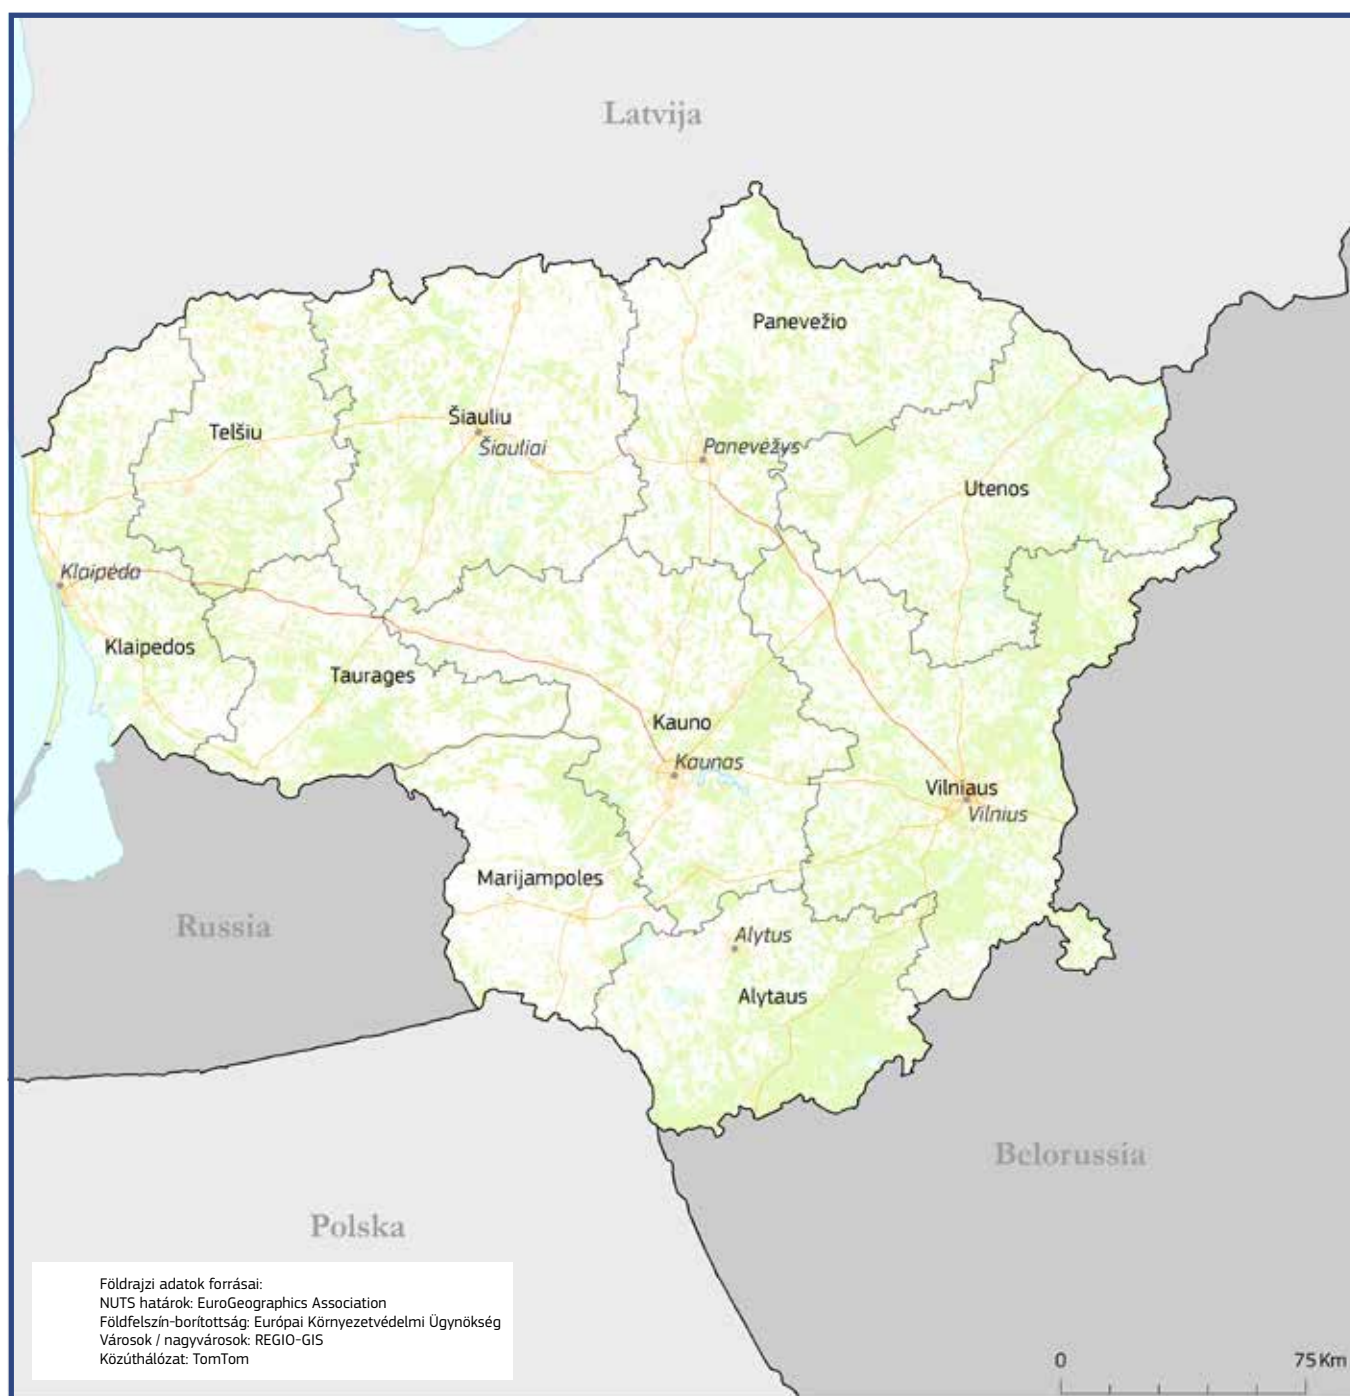 Latvija
Panevežio
Telšiu
Šiauliu
Šiauliai
Panevėžys
Utenos
Klaipėda
Klaipedos
Taurages
Kauno
Kaunas
Vilniaus
Vilnius
Marijampoles
Russia
Alytus
Alytaus
Belorussia
Polska
Földrajzi adatok forrásai:
NUTS határok: EuroGeographics Association
Földfelszín-borítottság: Európai Környezetvédelmi Ügynökség
Városok / nagyvárosok: REGIO-GIS
Közúthálózat: TomTom
0 75 Km